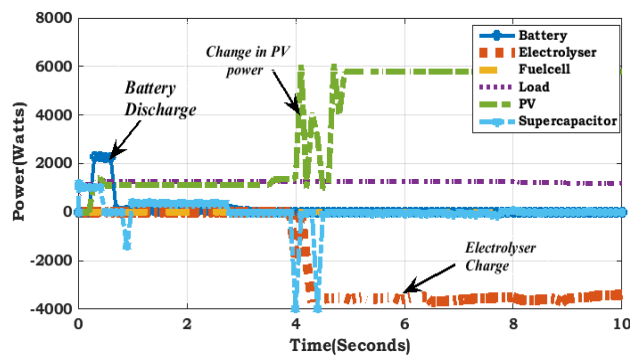 8000
6000
4000
2000
0
-2000
-4000
0
2
4
6
8
10
Power(Watts)
Time(Seconds)
Battery
Discharge
Change in PV
power
Electrolyser
Charge
Battery
Electrolyser
Fuelcell
Load
PV
Supercapacitor